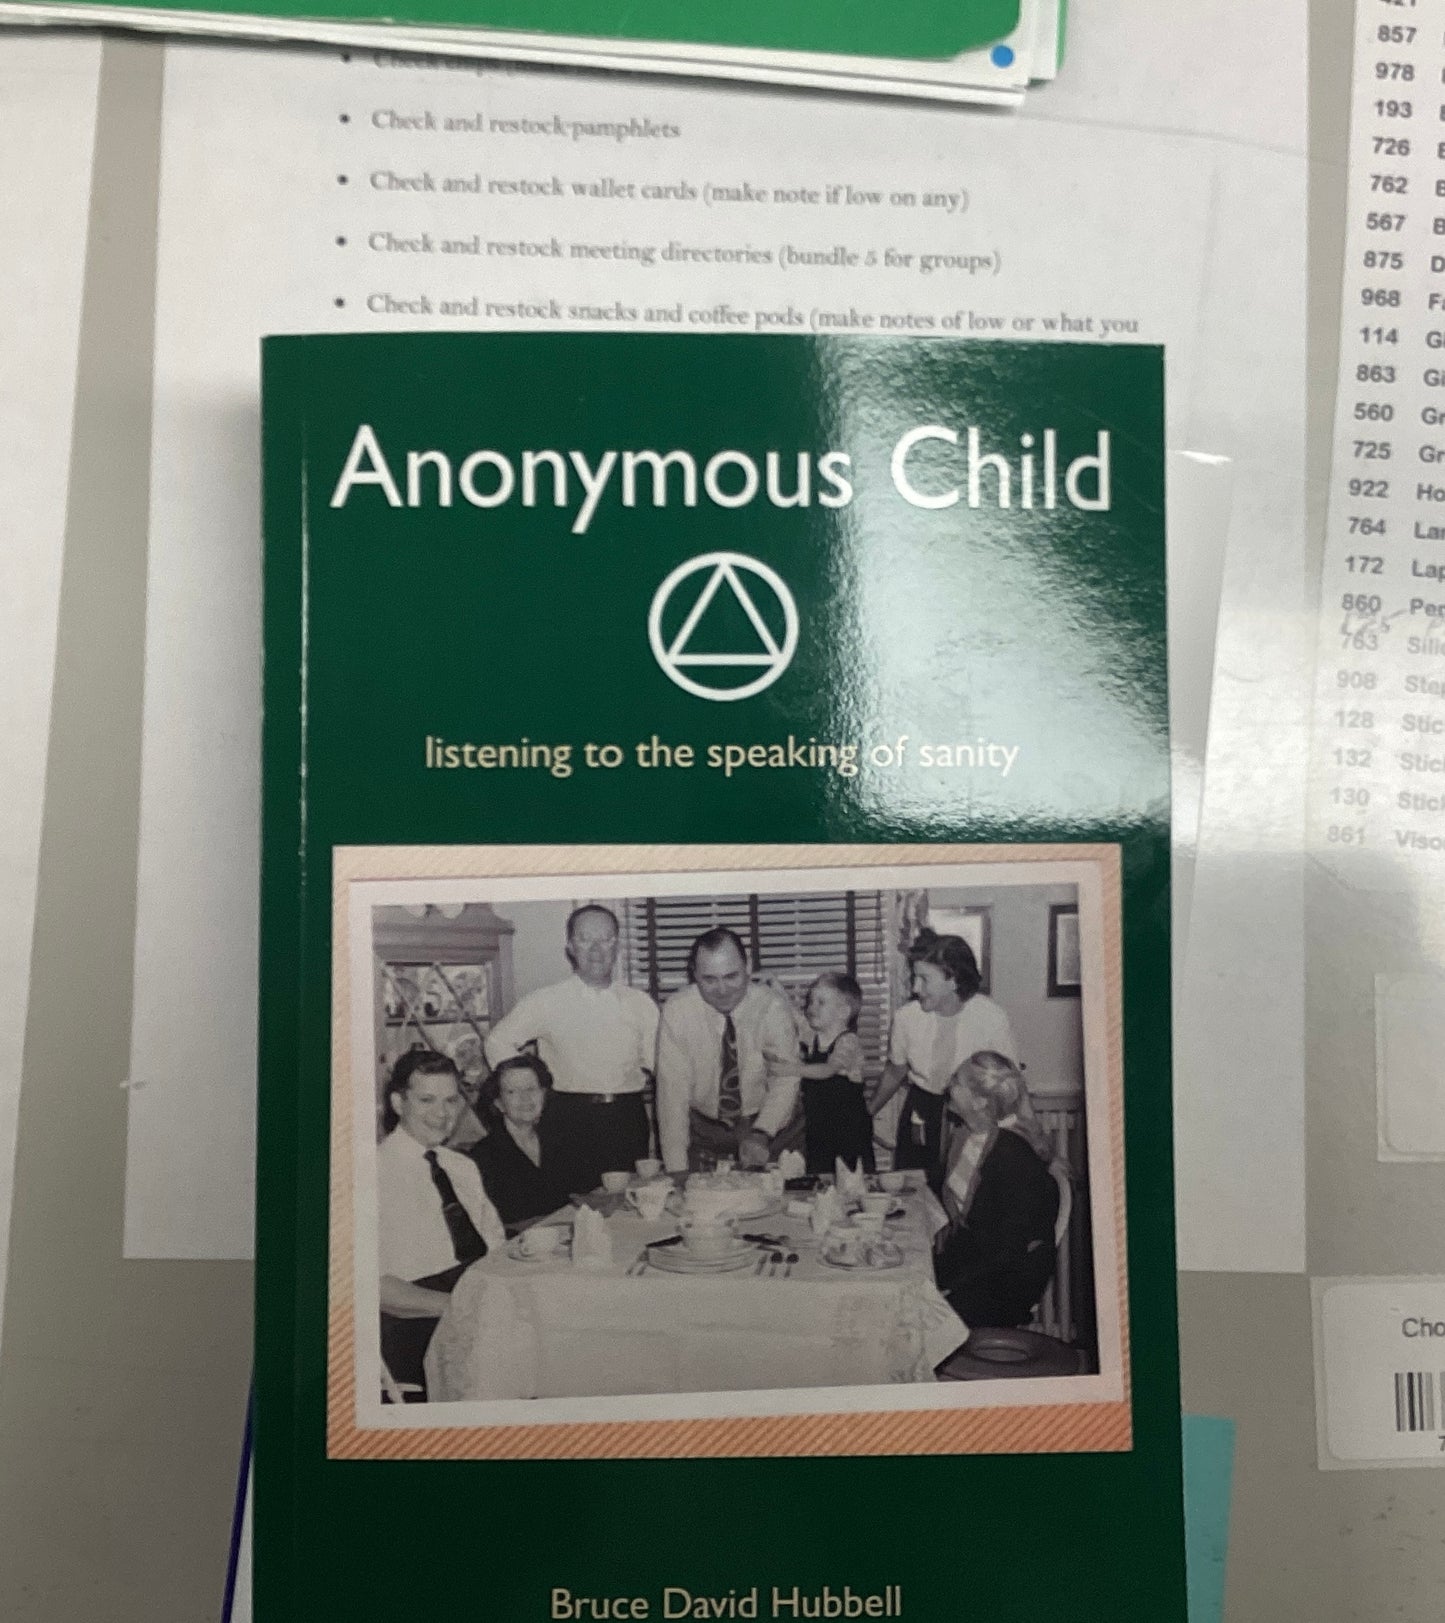 • Check and restock pamphlets
• Check and restock wallet cards (make note if low on any)
• Check and restock meeting directories (bundle 5 for groups)
• Check and restock snacks and coffee pods (make notes of low or what you
Anonymous Child
listening to the speaking of sanity
Bruce David Hubbell
857
978
193
726
762
567
875 D
968
114
863
560
725
922
764
172
860
763
908
128
132
130
861